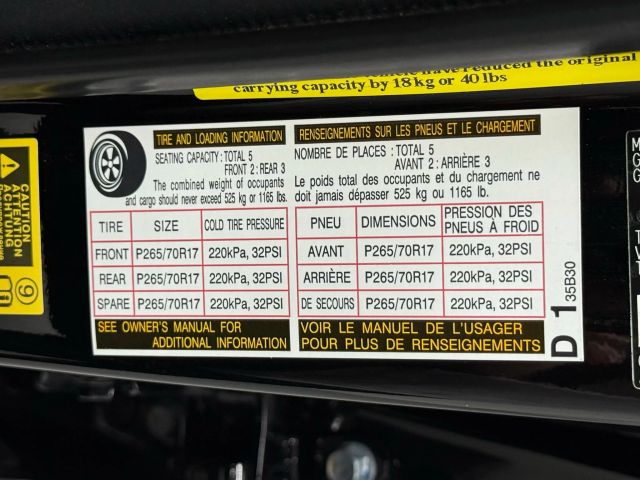 have reduced the original
carrying capacity by 18 kg or 40 lbs
CAUTION
ATTENTION
ACHTUNG
9
TIRE AND LOADING INFORMATION
SEATING CAPACITY : TOTAL 5
FRONT 2 : REAR 3
The combined weight of occupants
and cargo should never exceed 525 kg or 1165 lbs.
TIRE SIZE COLD TIRE PRESSURE
FRONT P265/70R17 220kPa, 32PSI
REAR P265/70R17 220kPa, 32PSI
SPARE P265/70R17 220kPa, 32PSI
SEE OWNER'S MANUAL FOR
ADDITIONAL INFORMATION
RENSEIGNEMENTS SUR LES PNEUS ET LE CHARGEMENT
NOMBRE DE PLACES : TOTAL 5
AVANT 2 : ARRIÈRE 3
Le poids total des occupants et du chargement ne
doit jamais dépasser 525 kg ou 1165 lb.
PNEU DIMENSIONS PRESSION DES PNEUS À FROID
AVANT P265/70R17 220kPa, 32PSI
ARRIÈRE P265/70R17 220kPa, 32PSI
DE SECOURS P265/70R17 220kPa, 32PSI
VOIR LE MANUEL DE L'USAGER
POUR PLUS DE RENSEIGNEMENTS
D 1 35B30